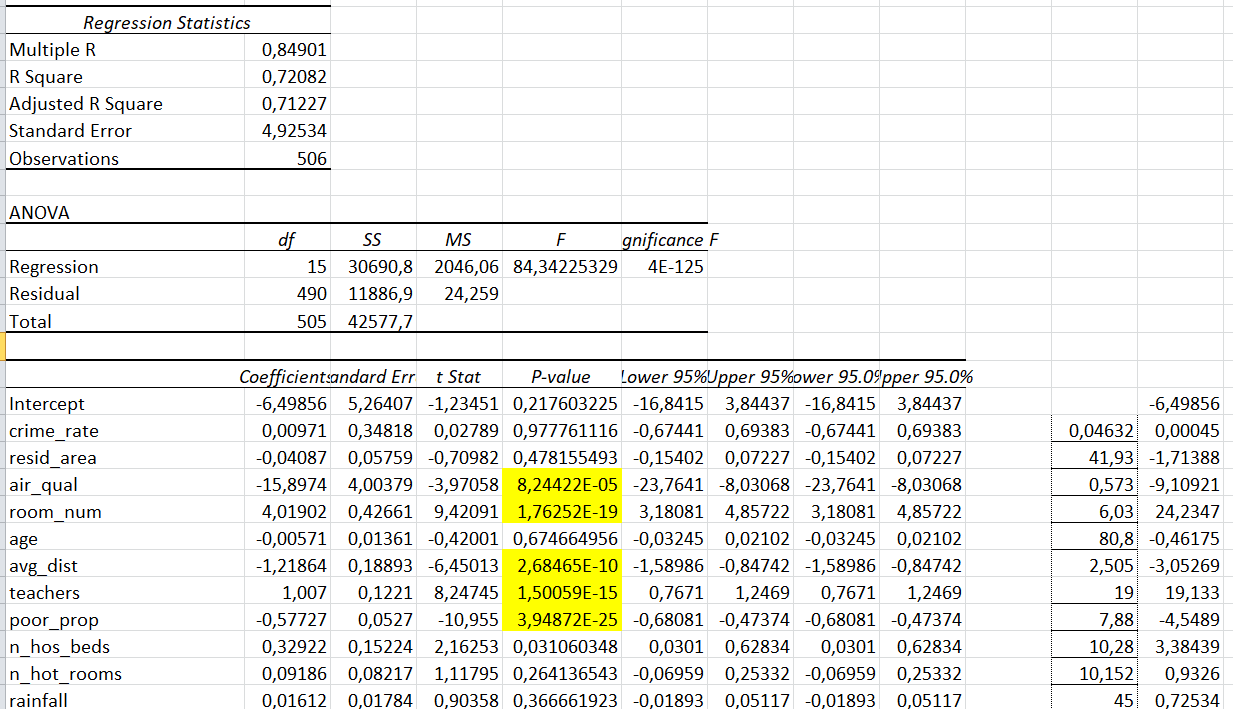 Regression Statistics
Multiple R 0,84901
R Square 0,72082
Adjusted R Square 0,71227
Standard Error 4,92534
Observations 506
ANOVA
df SS MS F gnificance F
Regression 15 30690,8 2046,06 84,34225329 4E-125
Residual 490 11886,9 24,259
Total 505 42577,7
Coefficients andard Err t Stat P-value Lower 95% Upper 95% ower 95.0% pper 95.0%
Intercept -6,49856 5,26407 -1,23451 0,217603225 -16,8415 3,84437 -16,8415 3,84437 -6,49856
crime_rate 0,00971 0,34818 0,02789 0,977761116 -0,67441 0,69383 -0,67441 0,69383 0,04632 0,00045
resid_area -0,04087 0,05759 -0,70982 0,478155493 -0,15402 0,07227 -0,15402 0,07227 41,93 -1,71388
air_qual -15,8974 4,00379 -3,97058 8,24422E-05 -23,7641 -8,03068 -23,7641 -8,03068 0,573 -9,10921
room_num 4,01902 0,42661 9,42091 1,76252E-19 3,18081 4,85722 3,18081 4,85722 6,03 24,2347
age -0,00571 0,01361 -0,42001 0,674664956 -0,03245 0,02102 -0,03245 0,02102 80,8 -0,46175
avg_dist -1,21864 0,18893 -6,45013 2,68465E-10 -1,58986 -0,84742 -1,58986 -0,84742 2,505 -3,05269
teachers 1,007 0,1221 8,24745 1,50059E-15 0,7671 1,2469 0,7671 1,2469 19 19,133
poor_prop -0,57727 0,0527 -10,955 3,94872E-25 -0,68081 -0,47374 -0,68081 -0,47374 7,88 -4,5489
n_hos_beds 0,32922 0,15224 2,16253 0,031060348 0,0301 0,62834 0,0301 0,62834 10,28 3,38439
n_hot_rooms 0,09186 0,08217 1,11795 0,264136543 -0,06959 0,25332 -0,06959 0,25332 10,152 0,9326
rainfall 0,01612 0,01784 0,90358 0,366661923 -0,01893 0,05117 -0,01893 0,05117 45 0,72534